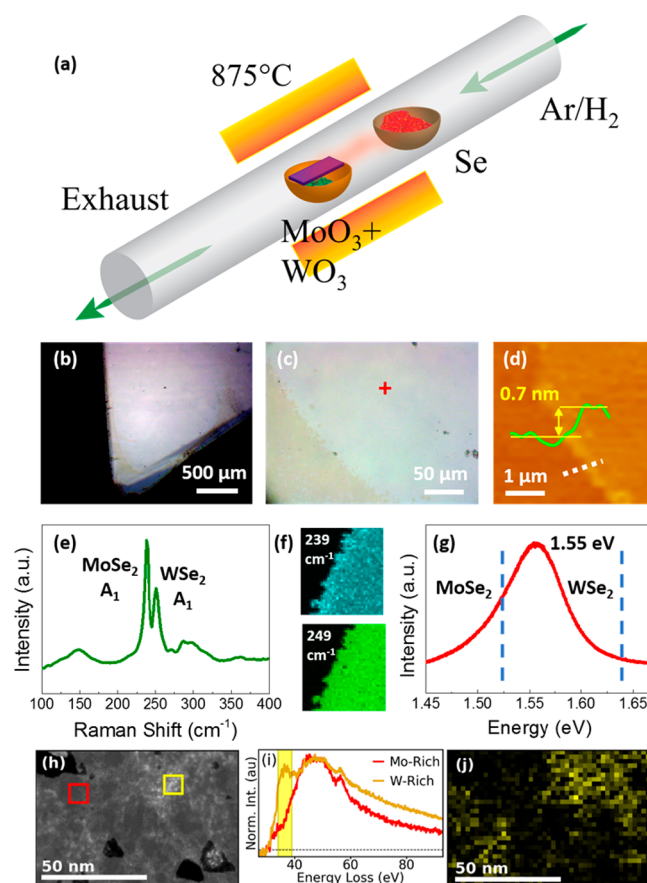 (a)
875°C
Ar/H₂
Se
Exhaust
MoO₃+
WO₃
(b)
500 μm
(c)
50 μm
(d)
0.7 nm
1 μm
(e)
MoSe₂
A₁
WSe₂
A₁
Intensity (a.u.)
100 150 200 250 300 350 400
Raman Shift (cm⁻¹)
(f)
239
cm⁻¹
249
cm⁻¹
(g)
1.55 eV
MoSe₂
WSe₂
Intensity (a.u.)
1.45 1.50 1.55 1.60 1.65
Energy (eV)
(h)
50 nm
(i)
Mo-Rich
W-Rich
Norm. Int. (au)
40 60 80
Energy Loss (eV)
(j)
50 nm